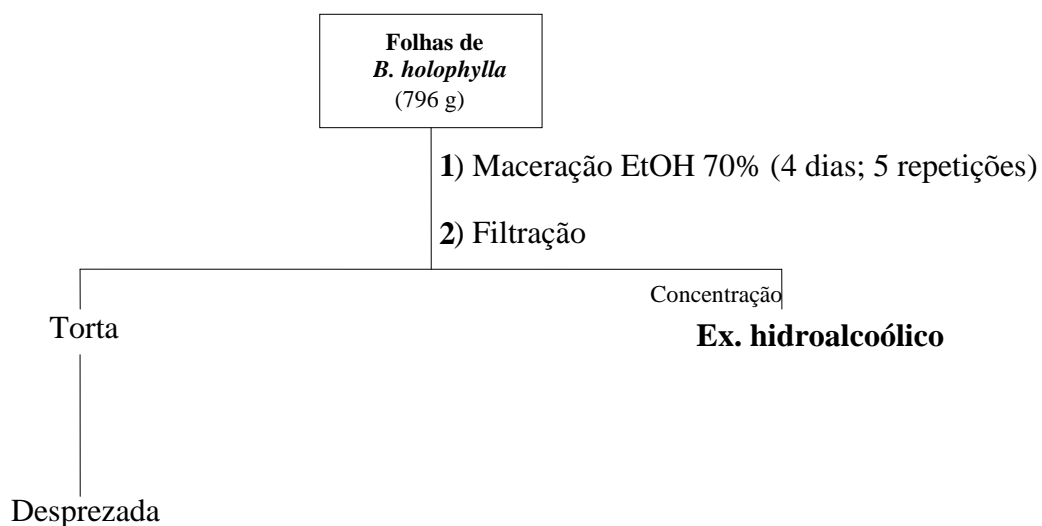 Folhas de
B. holophylla
(796 g)
1) Maceração EtOH 70% (4 dias; 5 repetições)
2) Filtração
Concentração
Torta
Ex. hidroalcoólico
Desprezada